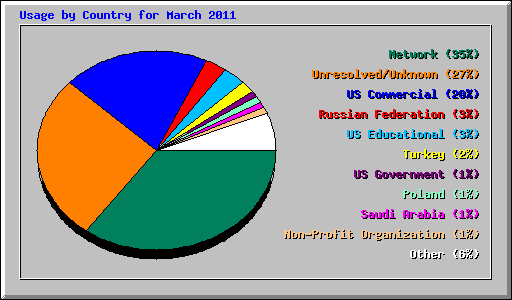 Usage by Country for March 2011
Network (35%)
Unresolved/Unknown (27%)
US Commercial (20%)
Russian Federation (3%)
US Educational (3%)
Turkey (2%)
US Government (1%)
Poland (1%)
Saudi Arabia (1%)
Non-Profit Organization (1%)
Other (6%)